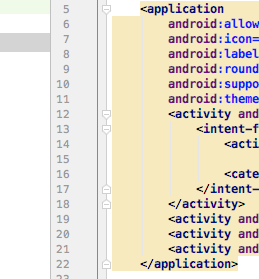 5 <application
6 android:allow
7 android:icon=
8 android:label
9 android:round
10 android:suppo
11 android:theme
12 <activity and
13 <intent-f
14 <acti
15
16 <cate
17 </intent-
18 </activity>
19 <activity and
20 <activity and
21 <activity and
22 </application>